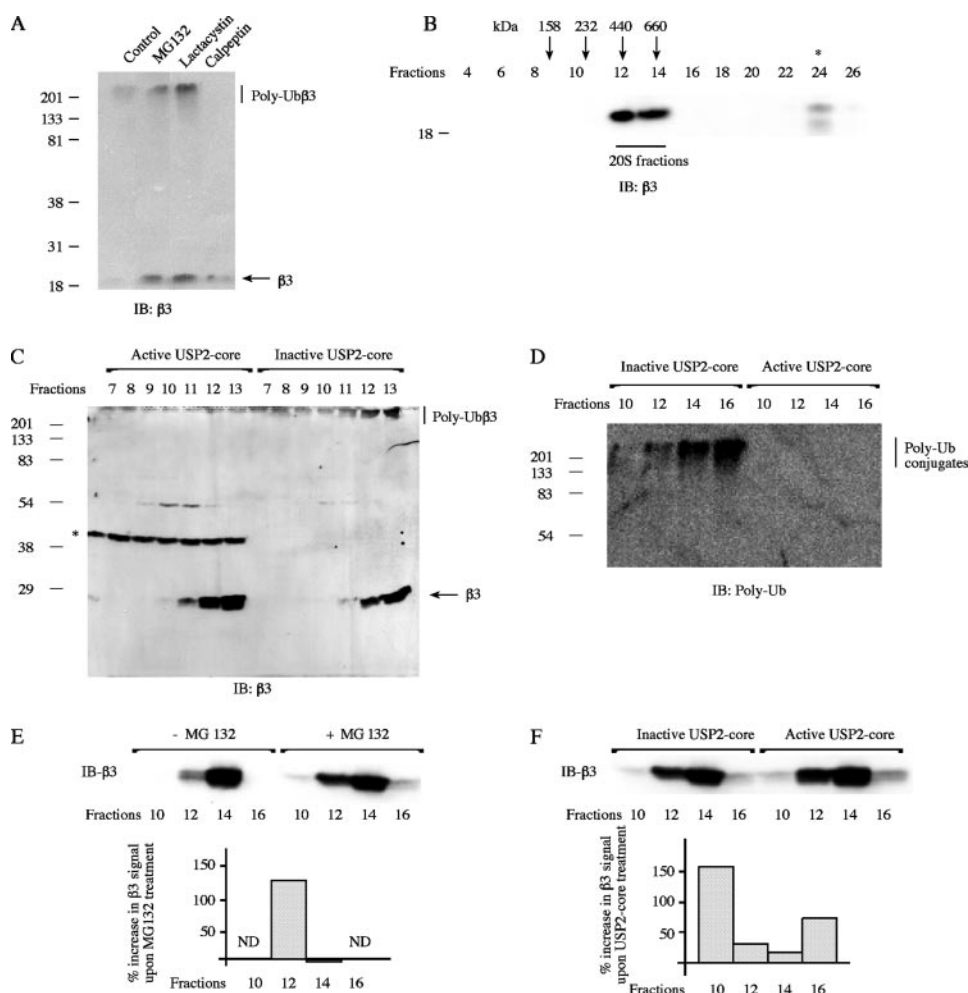 A
Control
MG132
Lactacystin
Calpeptin
201
133
81
38
31
18
Poly-Ubβ3
β3
IB: β3
B
kDa 158 232 440 660
*
Fractions 4 6 8 10 12 14 16 18 20 22 24 26
18
20S fractions
IB: β3
C
Active USP2-core Inactive USP2-core
Fractions 7 8 9 10 11 12 13 7 8 9 10 11 12 13
201
133
83
54
*
38
29
Poly-Ubβ3
β3
IB: β3
D
Inactive USP2-core Active USP2-core
Fractions 10 12 14 16 10 12 14 16
201
133
83
54
Poly-Ub
conjugates
IB: Poly-Ub
E
- MG 132 + MG 132
IB-β3
Fractions 10 12 14 16 10 12 14 16
% increase in β3 signal
upon MG132 treatment
150
100
50
ND ND
Fractions 10 12 14 16
F
Inactive USP2-core Active USP2-core
IB-β3
Fractions 10 12 14 16 10 12 14 16
% increase in β3 signal
upon USP2-core treatment
150
100
50
Fractions 10 12 14 16